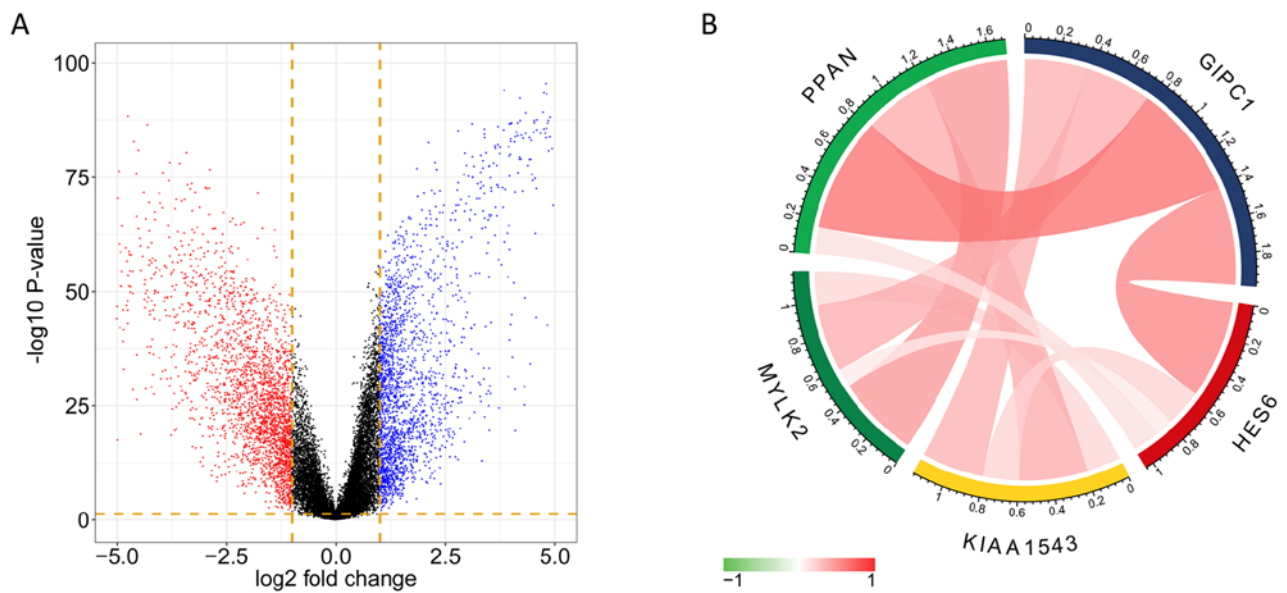 A
100
75
50
25
0
-log10 P-value
−5.0 −2.5 0.0 2.5 5.0
log2 fold change
B
PPAN
0 0.2 0.4 0.6 0.8 1 1.2 1.4 1.6
GIPC1
0 0.2 0.4 0.6 0.8 1 1.2 1.4 1.6 1.8
HES6
0 0.2 0.4 0.6 0.8 1
KIAA1543
0 0.2 0.4 0.6 0.8 1
MYLK2
0 0.2 0.4 0.6 0.8 1
−1 1